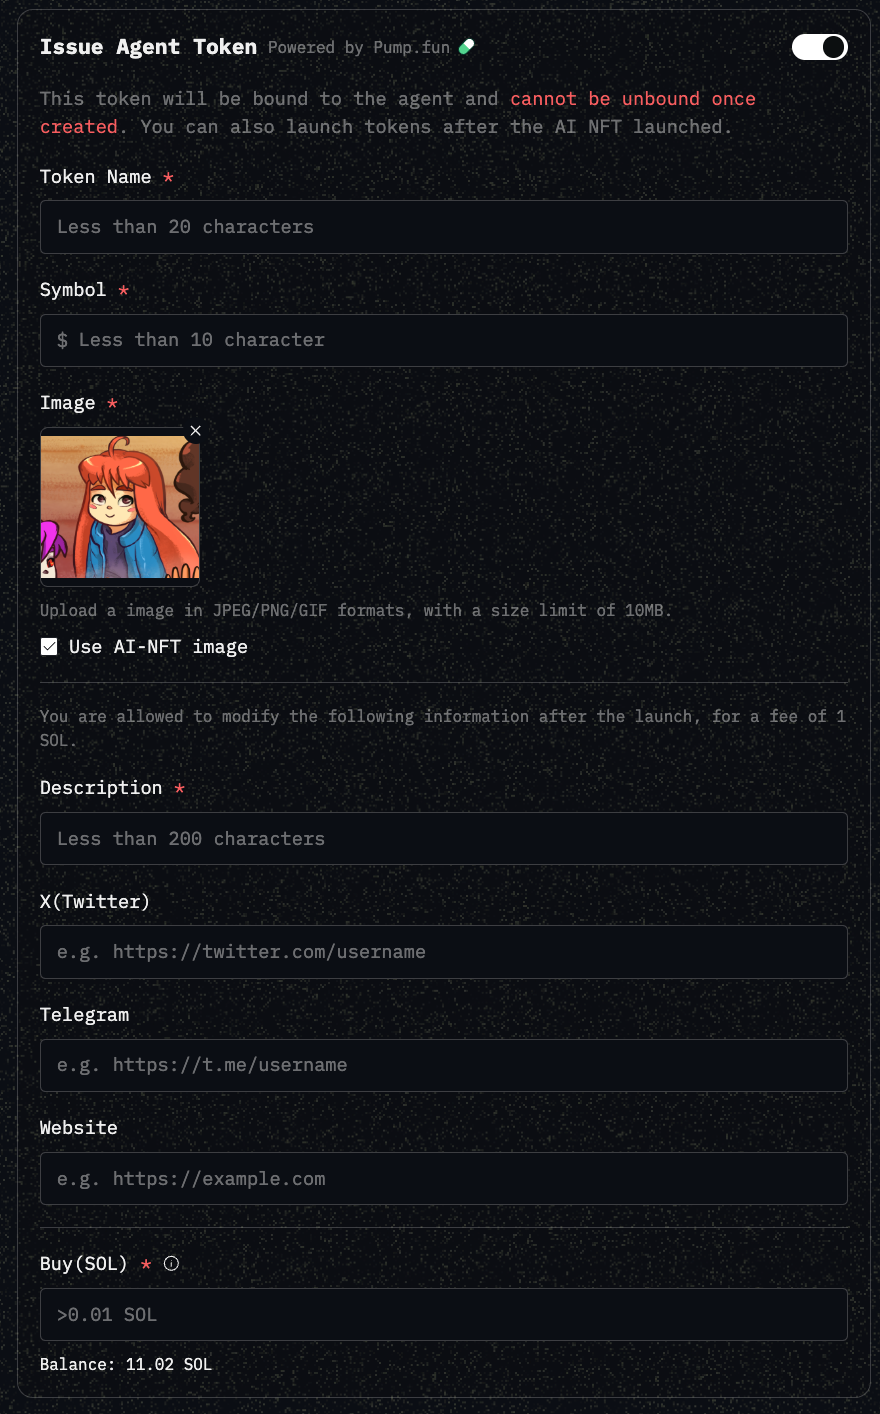 Issue Agent Token Powered by Pump.fun
This token will be bound to the agent and cannot be unbound once
created. You can also launch tokens after the AI NFT launched.
Token Name *
Less than 20 characters
Symbol *
$ Less than 10 character
Image *
Upload a image in JPEG/PNG/GIF formats, with a size limit of 10MB.
Use AI-NFT image
You are allowed to modify the following information after the launch, for a fee of 1
SOL.
Description *
Less than 200 characters
X(Twitter)
e.g. https://twitter.com/username
Telegram
e.g. https://t.me/username
Website
e.g. https://example.com
Buy(SOL) *
>0.01 SOL
Balance: 11.02 SOL